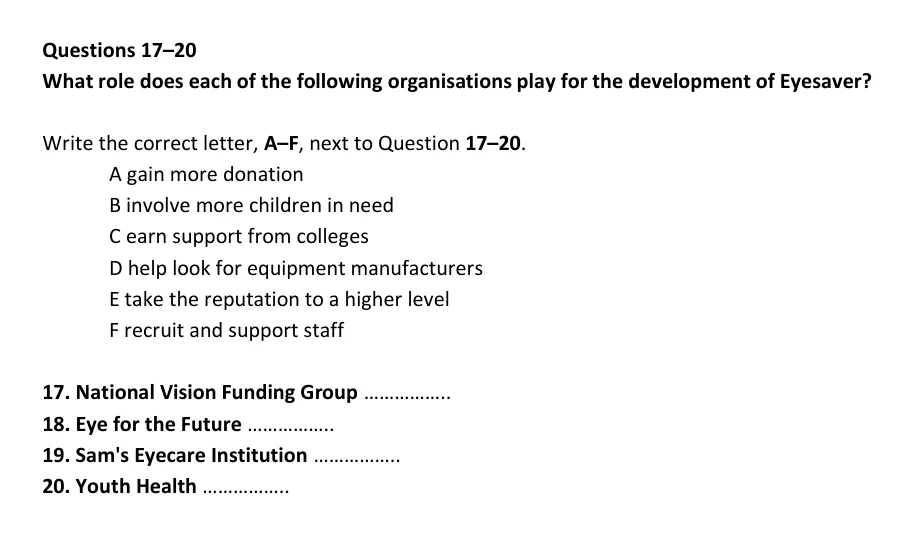 Questions 17–20
What role does each of the following organisations play for the development of Eyesaver?
Write the correct letter, A–F, next to Question 17–20.
A gain more donation
B involve more children in need
C earn support from colleges
D help look for equipment manufacturers
E take the reputation to a higher level
F recruit and support staff
17. National Vision Funding Group ……………..
18. Eye for the Future ……………..
19. Sam's Eyecare Institution ……………..
20. Youth Health ……………..